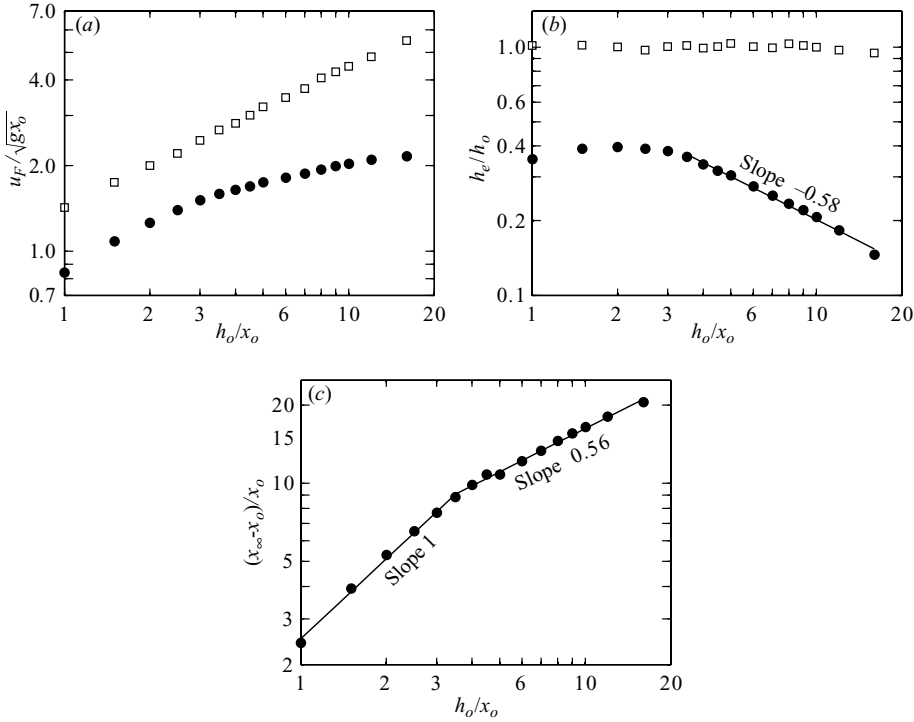 (a)
7.0
4.0
2.0
1.0
0.7
u_F/√gx_o
1 2 3 6 10 20
h_o/x_o
(b)
1.0
0.6
0.4
0.2
0.1
h_e/h_o
Slope −0.58
1 2 3 6 10 20
h_o/x_o
(c)
20
15
10
5
3
2
(x_∞-x_o)/x_o
Slope 1
Slope 0.56
1 2 3 6 10 20
h_o/x_o